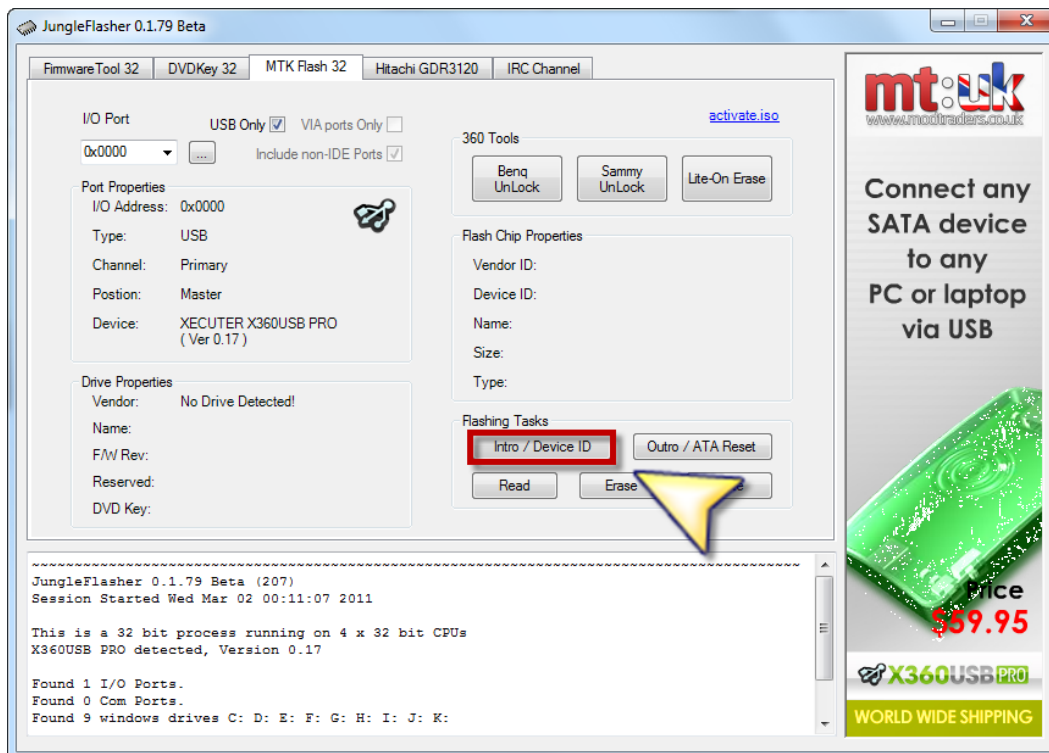 JungleFlasher 0.1.79 Beta
FirmwareTool 32 DVDKey 32 MTK Flash 32 Hitachi GDR3120 IRC Channel
I/O Port
USB Only VIA ports Only
0x0000 ... Include non-IDE Ports
Port Properties
I/O Address: 0x0000
Type: USB
Channel: Primary
Postion: Master
Device: XECUTER X360USB PRO
( Ver 0.17 )
Drive Properties
Vendor: No Drive Detected!
Name:
F/W Rev:
Reserved:
DVD Key:
activate.iso
360 Tools
Benq
UnLock
Sammy
UnLock
Lite-On Erase
Flash Chip Properties
Vendor ID:
Device ID:
Name:
Size:
Type:
Flashing Tasks
Intro / Device ID Outro / ATA Reset
Read Erase
~~~~~~~~~~~~~~~~~~~~~~~~~~~~~~~~~~~~~~~~~~~~~~~~~~~~~~~~~~~~~~~~~~~~~~~~~~~~~~~~
JungleFlasher 0.1.79 Beta (207)
Session Started Wed Mar 02 00:11:07 2011
This is a 32 bit process running on 4 x 32 bit CPUs
X360USB PRO detected, Version 0.17
Found 1 I/O Ports.
Found 0 Com Ports.
Found 9 windows drives C: D: E: F: G: H: I: J: K:
mt:uk
www.modtraders.co.uk
Connect any
SATA device
to any
PC or laptop
via USB
Price
$59.95
X360USB PRO
WORLD WIDE SHIPPING